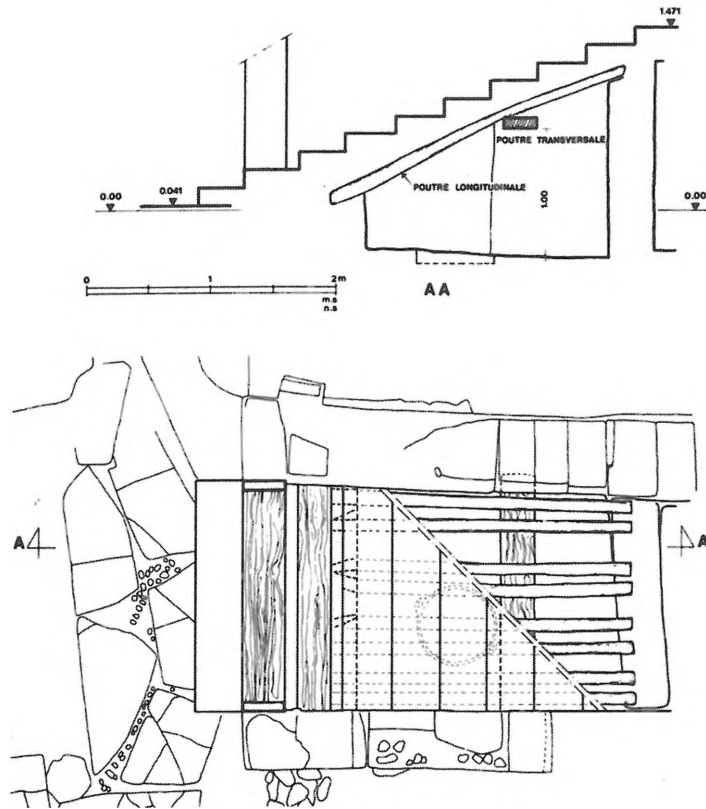 1.471
POUTRE TRANSVERSALE
POUTRE LONGITUDINALE
1.00
0.00
0.041
0.00
0
1
2m
m.s
n.s
AA
A
A